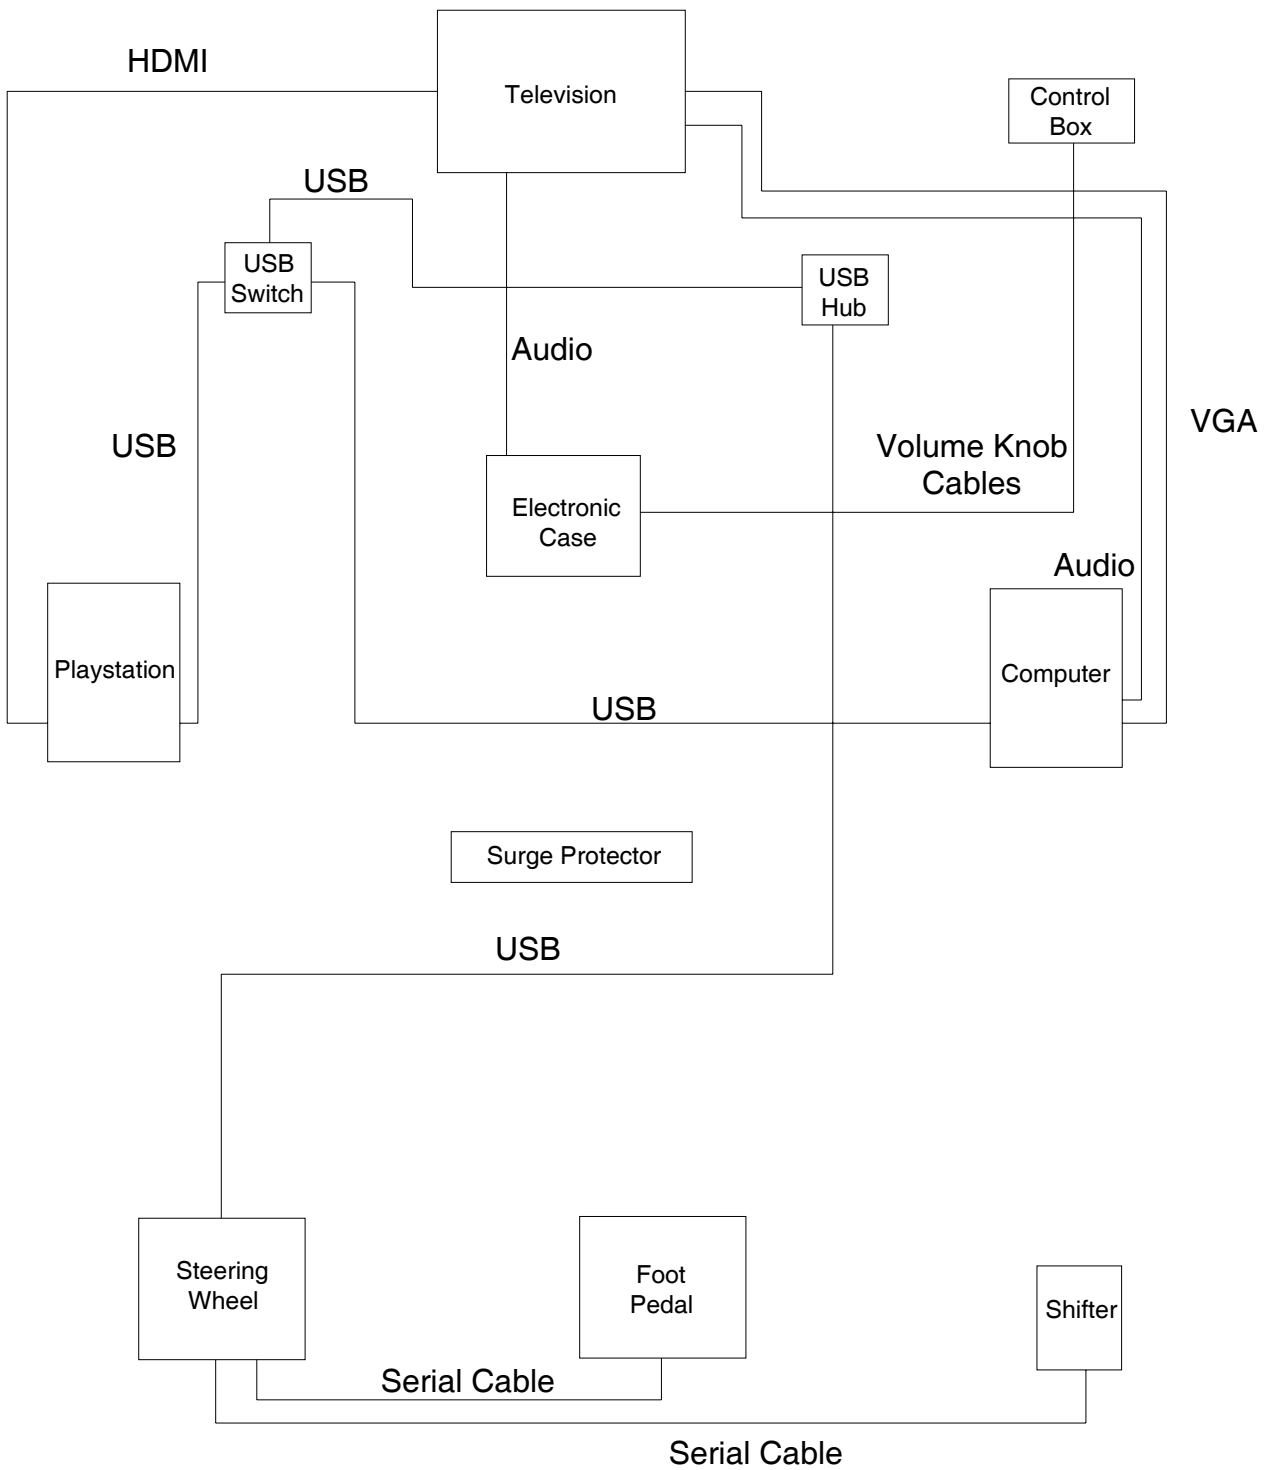 HDMI
Television
Control
Box
USB
USB
Switch
USB
Hub
Audio
VGA
USB
Volume Knob
Cables
Electronic
Case
Audio
Playstation
Computer
USB
Surge Protector
USB
Steering
Wheel
Foot
Pedal
Shifter
Serial Cable
Serial Cable